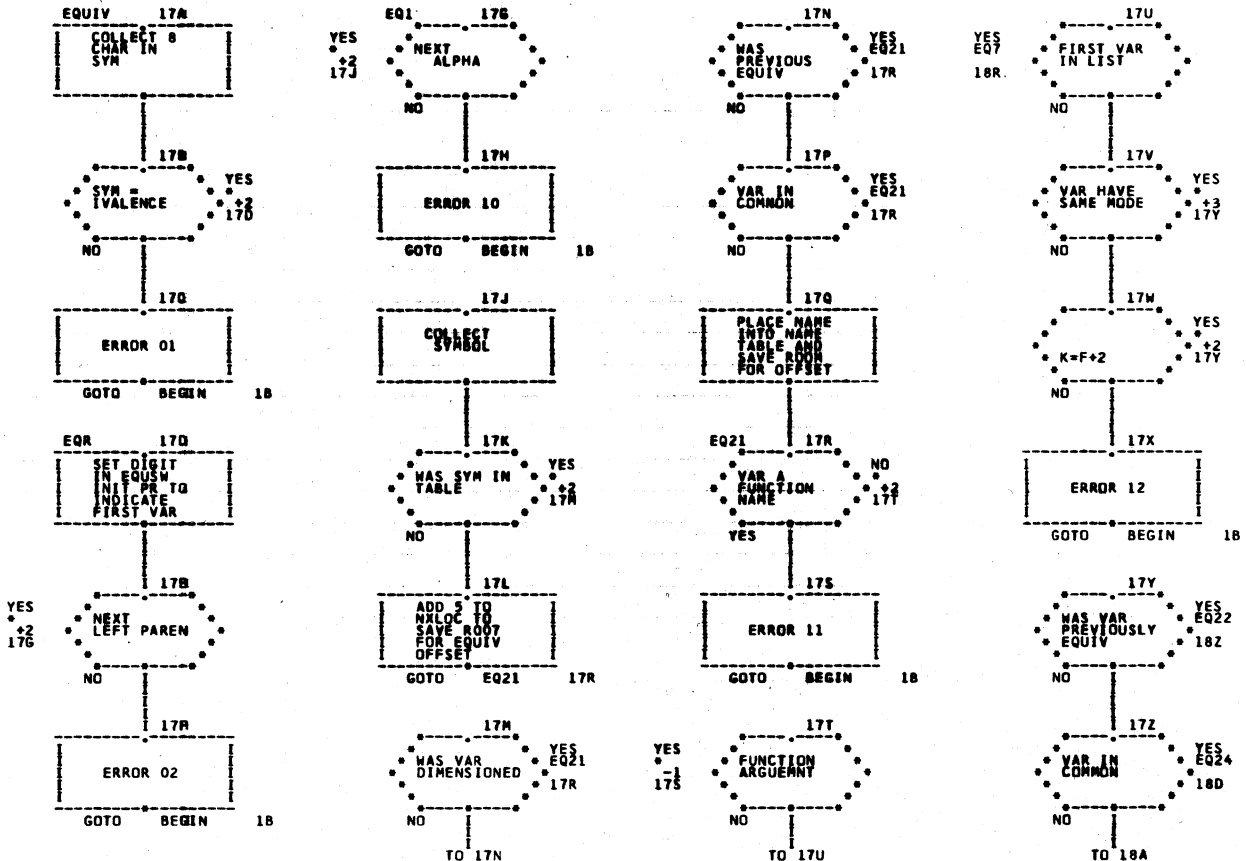 EQUIV 17A
COLLECT 8
CHAR IN
SYM
17B
SYM =
IVALENCE
YES
*
+2
17D
NO
17C
ERROR 01
GOTO BEGIN 1B
EQR 17D
SET DIGIT
IN EQUSW
INIT PR TO
INDICATE
FIRST VAR
17E
YES
*
+2
17G
NEXT
LEFT PAREN
NO
17F
ERROR 02
GOTO BEGIN 1B
EQ1 17G
YES
*
+2
17J
NEXT
ALPHA
NO
17H
ERROR 10
GOTO BEGIN 1B
17J
COLLECT
SYMBOL
17K
WAS SYM IN
TABLE
YES
*
+2
17M
NO
17L
ADD 5 TO
NXLOC TO
SAVE ROO7
FOR EQUIV
OFFSET
GOTO EQ21 17R
17M
WAS VAR
DIMENSIONED
YES
EQ21
17R
NO
TO 17N
17N
WAS
PREVIOUS
EQUIV
YES
EQ21
17R
NO
17P
VAR IN
COMMON
YES
EQ21
17R
NO
17Q
PLACE NAME
INTO NAME
TABLE AND
SAVE ROOM
FOR OFFSET
EQ21 17R
VAR A
FUNCTION
NAME
NO
*
+2
17T
YES
17S
ERROR 11
GOTO BEGIN 1B
17T
YES
*
-1
17S
FUNCTION
ARGUEMNT
NO
TO 17U
17U
YES
EQ7
18R
FIRST VAR
IN LIST
NO
17V
VAR HAVE
SAME MODE
YES
*
+3
17Y
NO
17W
K=F+2
YES
*
+2
17Y
NO
17X
ERROR 12
GOTO BEGIN 1B
17Y
WAS VAR
PREVIOUSLY
EQUIV
YES
EQ22
18Z
NO
17Z
VAR IN
COMMON
YES
EQ24
18D
NO
TO 18A